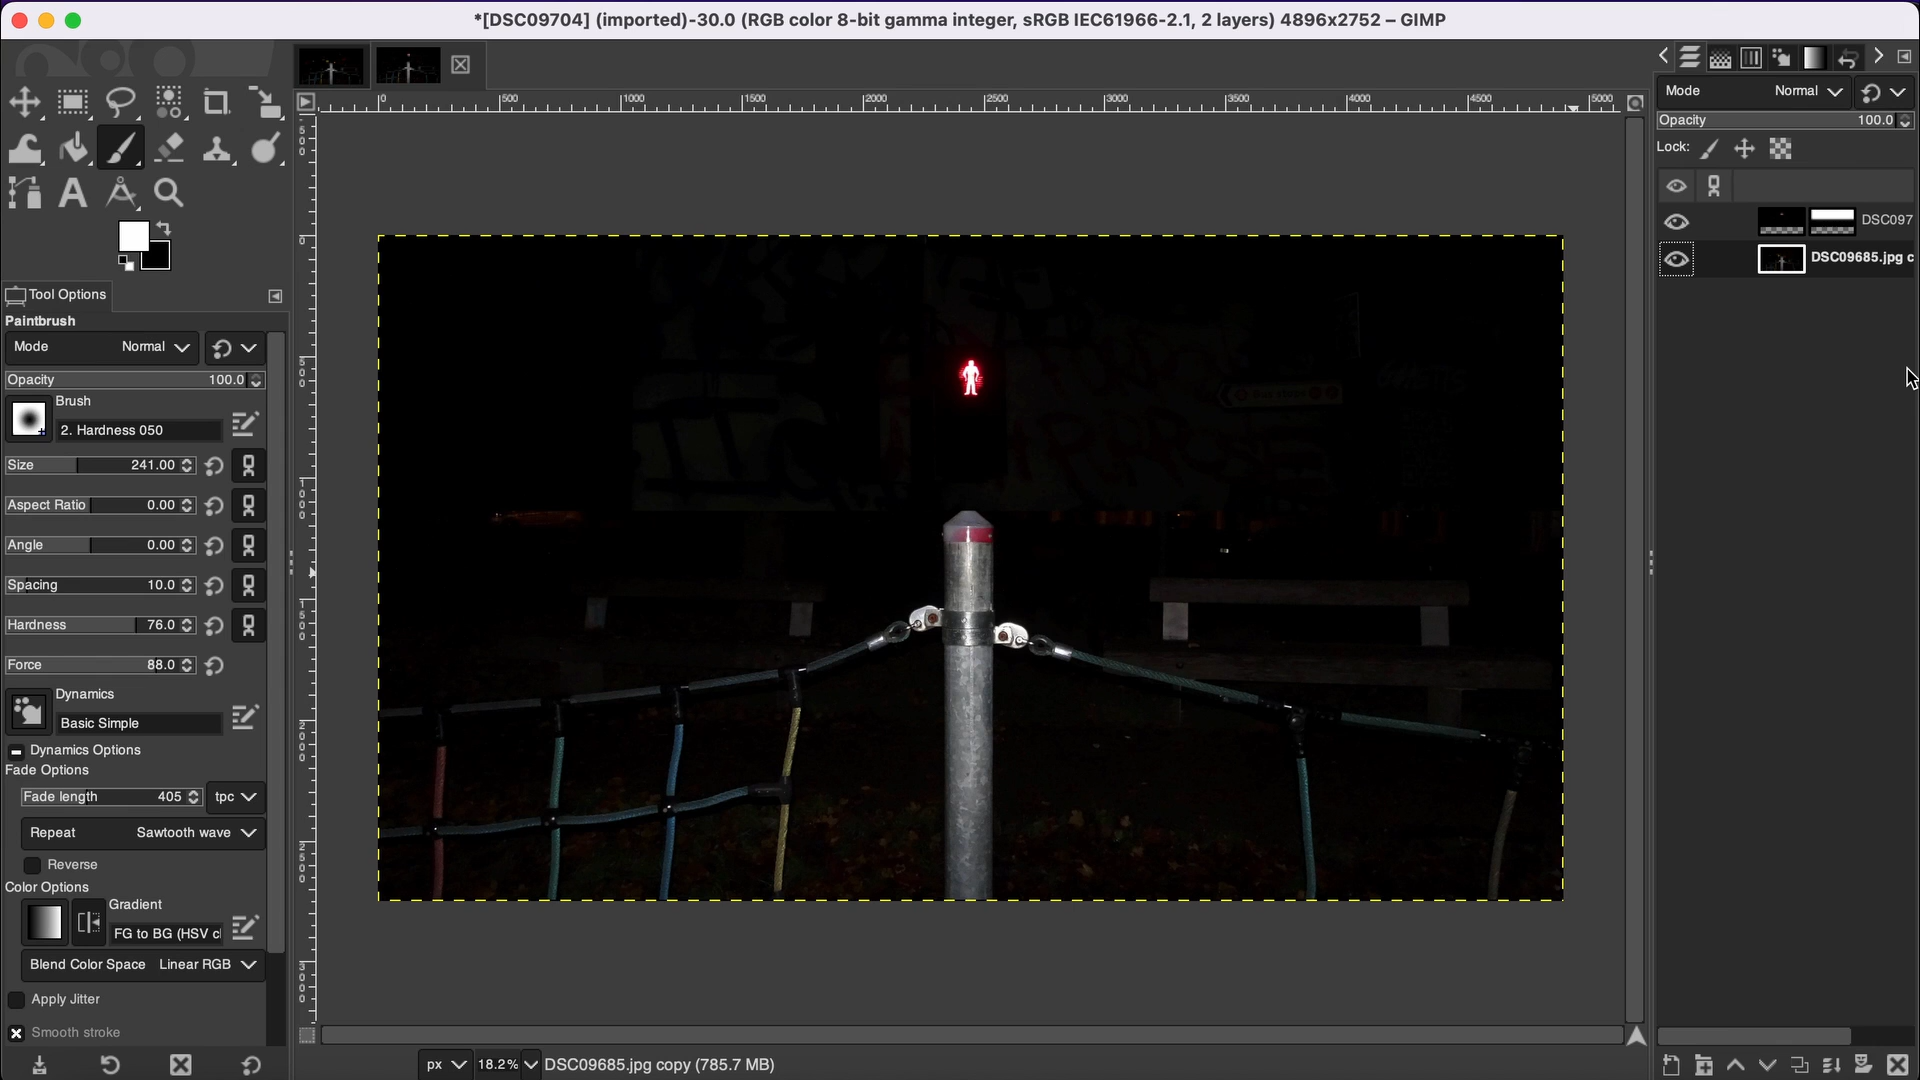 *[DSC09704] (imported)-30.0 (RGB color 8-bit gamma integer, sRGB IEC61966-2.1, 2 layers) 4896x2752 – GIMP
0 500 1000 1500 2000 2500 3000 3500 4000 4500 5000
Mode Normal
Opacity 100.0
Lock:
DSC097
DSC09685.jpg c
Tool Options
Paintbrush
Mode Normal
Opacity 100.0
Brush
2. Hardness 050
Size 241.00
Aspect Ratio 0.00
Angle 0.00
Spacing 10.0
Hardness 76.0
Force 88.0
Dynamics
Basic Simple
Dynamics Options
Fade Options
Fade length 405 tpc
Repeat Sawtooth wave
Reverse
Color Options
Gradient
FG to BG (HSV cl
Blend Color Space Linear RGB
Apply Jitter
Smooth stroke
px 18.2% DSC09685.jpg copy (785.7 MB)